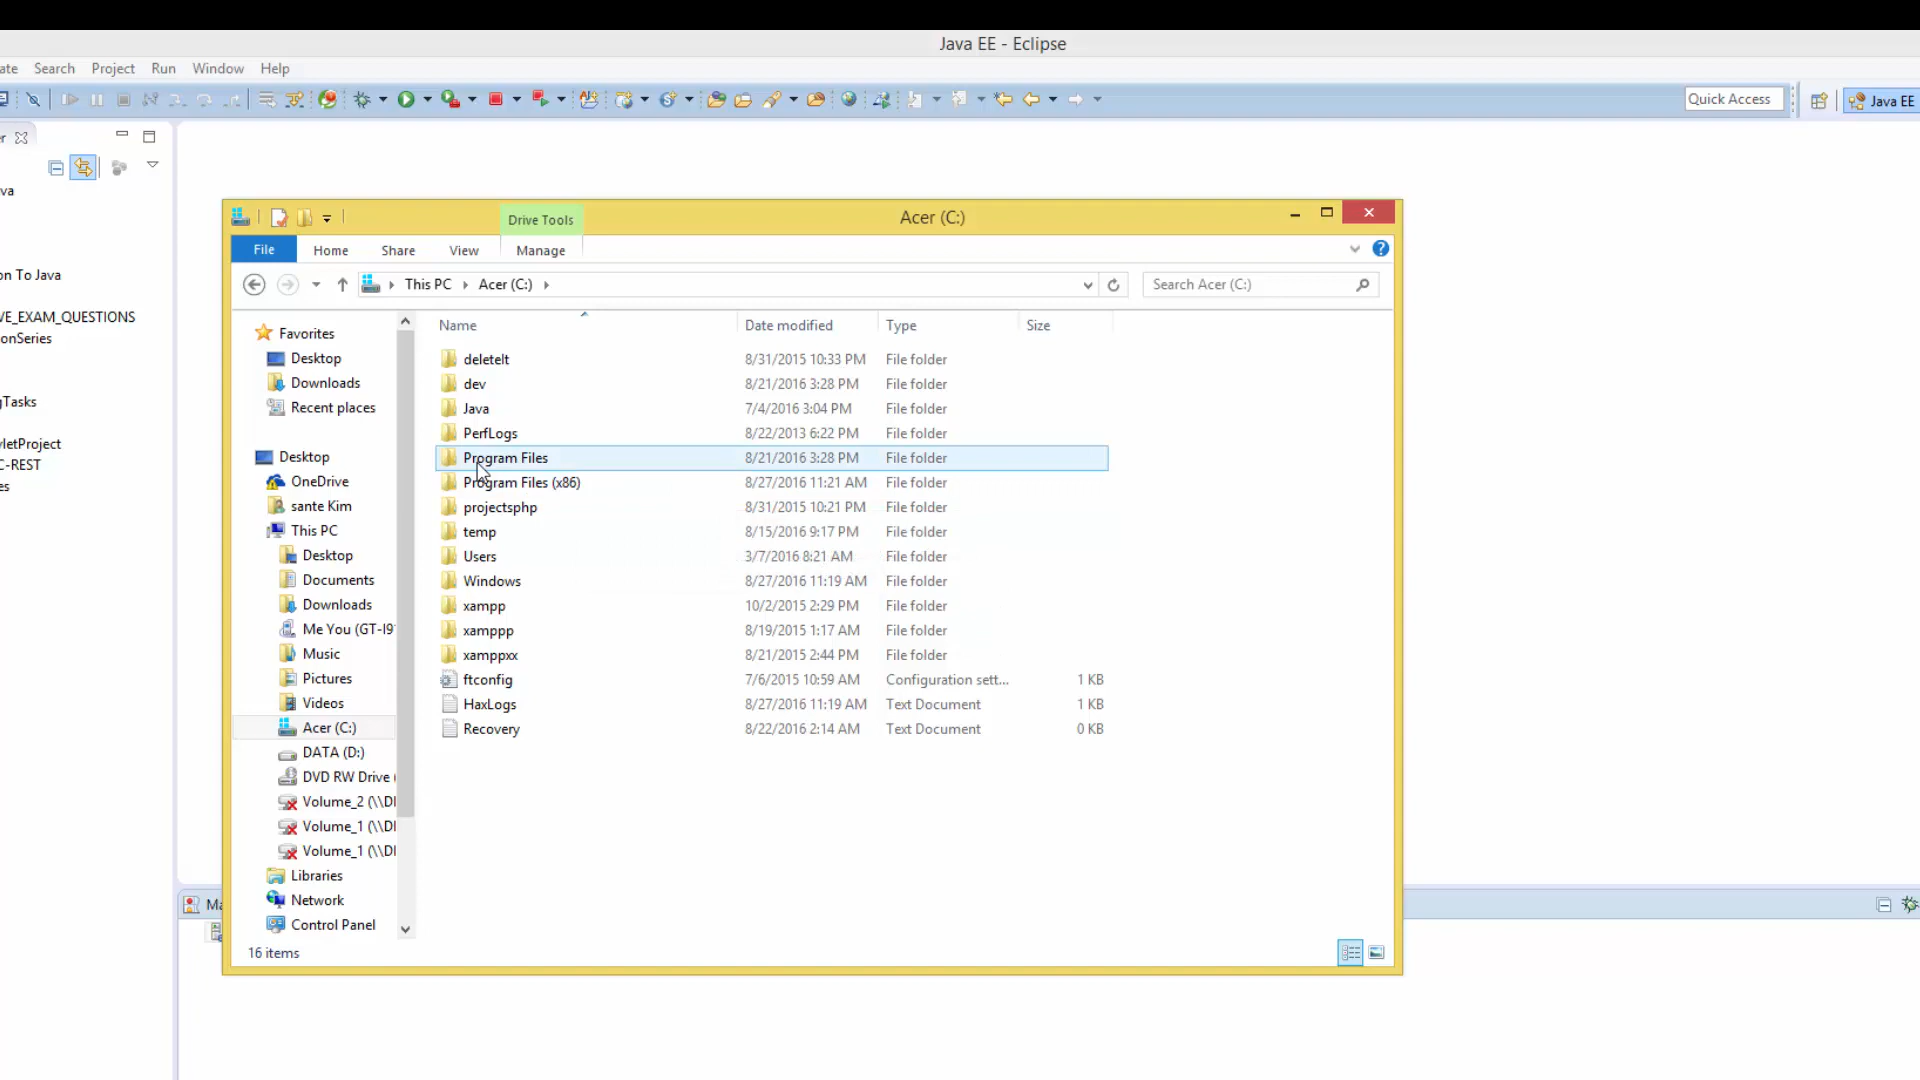 Java EE - Eclipse
ate Search Project Run Window Help
Quick Access
Java EE
er
va
on To Java
VE_EXAM_QUESTIONS
onSeries
gTasks
vletProject
C-REST
es
Drive Tools
Acer (C:)
File Home Share View Manage
This PC Acer (C:)
Search Acer (C:)
Favorites
Desktop
Downloads
Recent places
Desktop
OneDrive
sante Kim
This PC
Desktop
Documents
Downloads
Me You (GT-I9
Music
Pictures
Videos
Acer (C:)
DATA (D:)
DVD RW Drive (
Volume_2 (\\DI
Volume_1 (\\DI
Volume_1 (\\DI
Libraries
Network
Control Panel
Name Date modified Type Size
deleteIt 8/31/2015 10:33 PM File folder
dev 8/21/2016 3:28 PM File folder
Java 7/4/2016 3:04 PM File folder
PerfLogs 8/22/2013 6:22 PM File folder
Program Files 8/21/2016 3:28 PM File folder
Program Files (x86) 8/27/2016 11:21 AM File folder
projectsphp 8/31/2015 10:21 PM File folder
temp 8/15/2016 9:17 PM File folder
Users 3/7/2016 8:21 AM File folder
Windows 8/27/2016 11:19 AM File folder
xampp 10/2/2015 2:29 PM File folder
xamppp 8/19/2015 1:17 AM File folder
xamppxx 8/21/2015 2:44 PM File folder
ftconfig 7/6/2015 10:59 AM Configuration sett... 1 KB
HaxLogs 8/27/2016 11:19 AM Text Document 1 KB
Recovery 8/22/2016 2:14 AM Text Document 0 KB
16 items
Ma